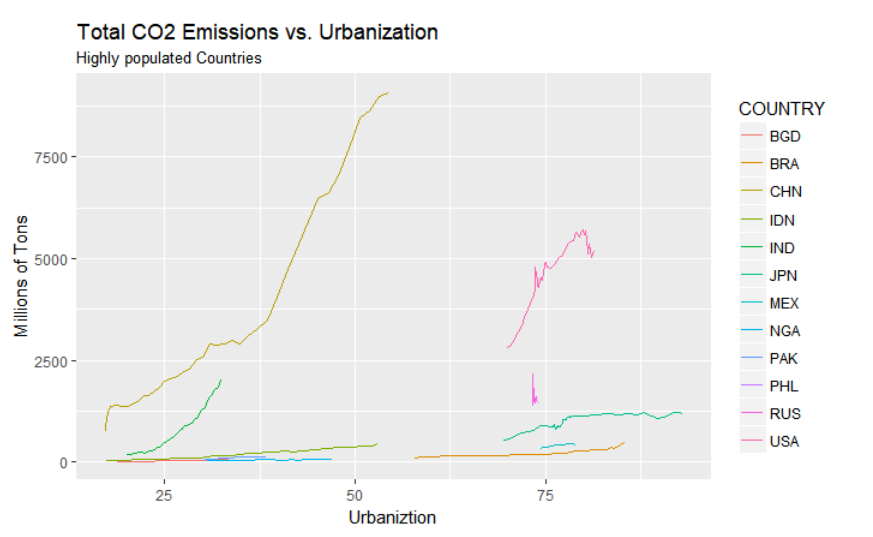 Total CO2 Emissions vs. Urbanization
Highly populated Countries
Millions of Tons
7500
5000
2500
0
25
50
75
Urbaniztion
COUNTRY
BGD
BRA
CHN
IDN
IND
JPN
MEX
NGA
PAK
PHL
RUS
USA